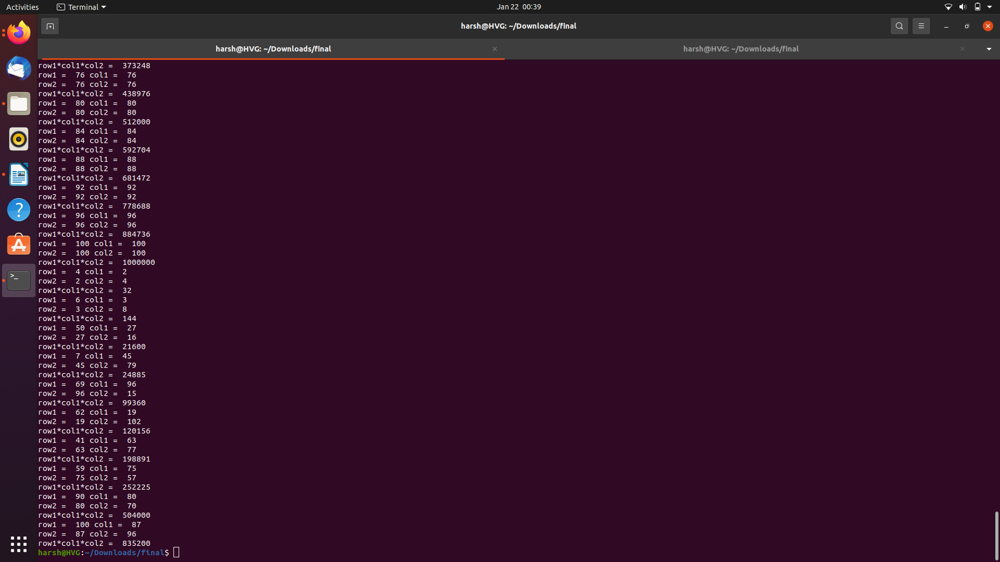 Activities
Terminal
Jan 22 00:39
harsh@HVG: ~/Downloads/final
harsh@HVG: ~/Downloads/final
harsh@HVG: ~/Downloads/final
row1*col1*col2 =  373248
row1 =  76 col1 =  76
row2 =  76 col2 =  76
row1*col1*col2 =  438976
row1 =  80 col1 =  80
row2 =  80 col2 =  80
row1*col1*col2 =  512000
row1 =  84 col1 =  84
row2 =  84 col2 =  84
row1*col1*col2 =  592704
row1 =  88 col1 =  88
row2 =  88 col2 =  88
row1*col1*col2 =  681472
row1 =  92 col1 =  92
row2 =  92 col2 =  92
row1*col1*col2 =  778688
row1 =  96 col1 =  96
row2 =  96 col2 =  96
row1*col1*col2 =  884736
row1 =  100 col1 =  100
row2 =  100 col2 =  100
row1*col1*col2 =  1000000
row1 =  4 col1 =  2
row2 =  2 col2 =  4
row1*col1*col2 =  32
row1 =  6 col1 =  3
row2 =  3 col2 =  8
row1*col1*col2 =  144
row1 =  50 col1 =  27
row2 =  27 col2 =  16
row1*col1*col2 =  21600
row1 =  7 col1 =  45
row2 =  45 col2 =  79
row1*col1*col2 =  24885
row1 =  69 col1 =  96
row2 =  96 col2 =  15
row1*col1*col2 =  99360
row1 =  62 col1 =  19
row2 =  19 col2 =  102
row1*col1*col2 =  120156
row1 =  41 col1 =  63
row2 =  63 col2 =  77
row1*col1*col2 =  198891
row1 =  59 col1 =  75
row2 =  75 col2 =  57
row1*col1*col2 =  252225
row1 =  90 col1 =  80
row2 =  80 col2 =  70
row1*col1*col2 =  504000
row1 =  100 col1 =  87
row2 =  87 col2 =  96
row1*col1*col2 =  835200
harsh@HVG:~/Downloads/final$